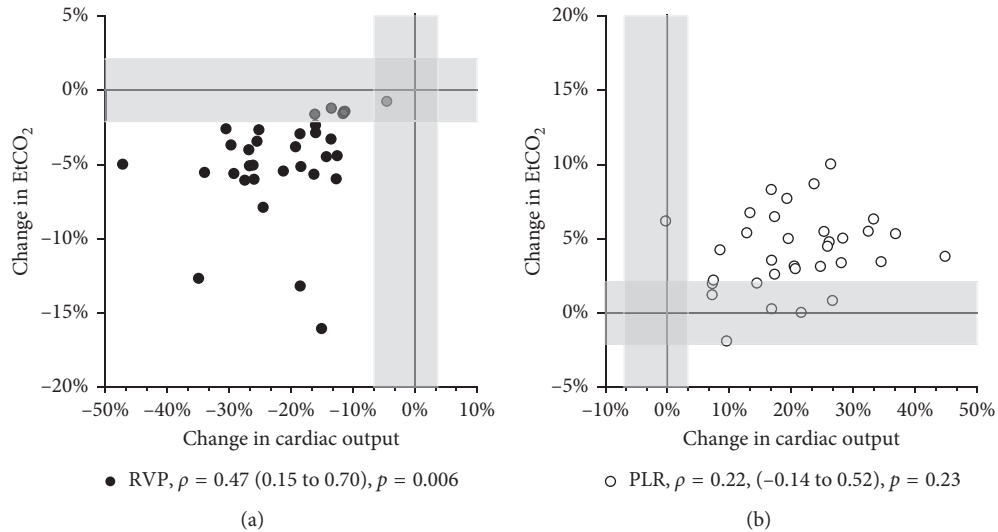 5%
0%
−5%
−10%
−15%
−20%
Change in EtCO2
−50% −40% −30% −20% −10% 0% 10%
Change in cardiac output
RVP, ρ = 0.47 (0.15 to 0.70), p = 0.006
(a)
20%
15%
10%
5%
0%
−5%
Change in EtCO2
−10% 0% 10% 20% 30% 40% 50%
Change in cardiac output
PLR, ρ = 0.22, (−0.14 to 0.52), p = 0.23
(b)